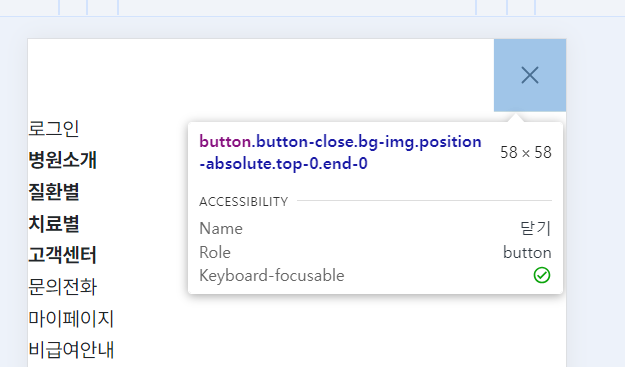 로그인
병원소개
질환별
치료별
고객센터
문의전화
마이페이지
비급여안내
button.button-close.bg-img.position
-absolute.top-0.end-0
58 × 58
ACCESSIBILITY
Name 닫기
Role button
Keyboard-focusable